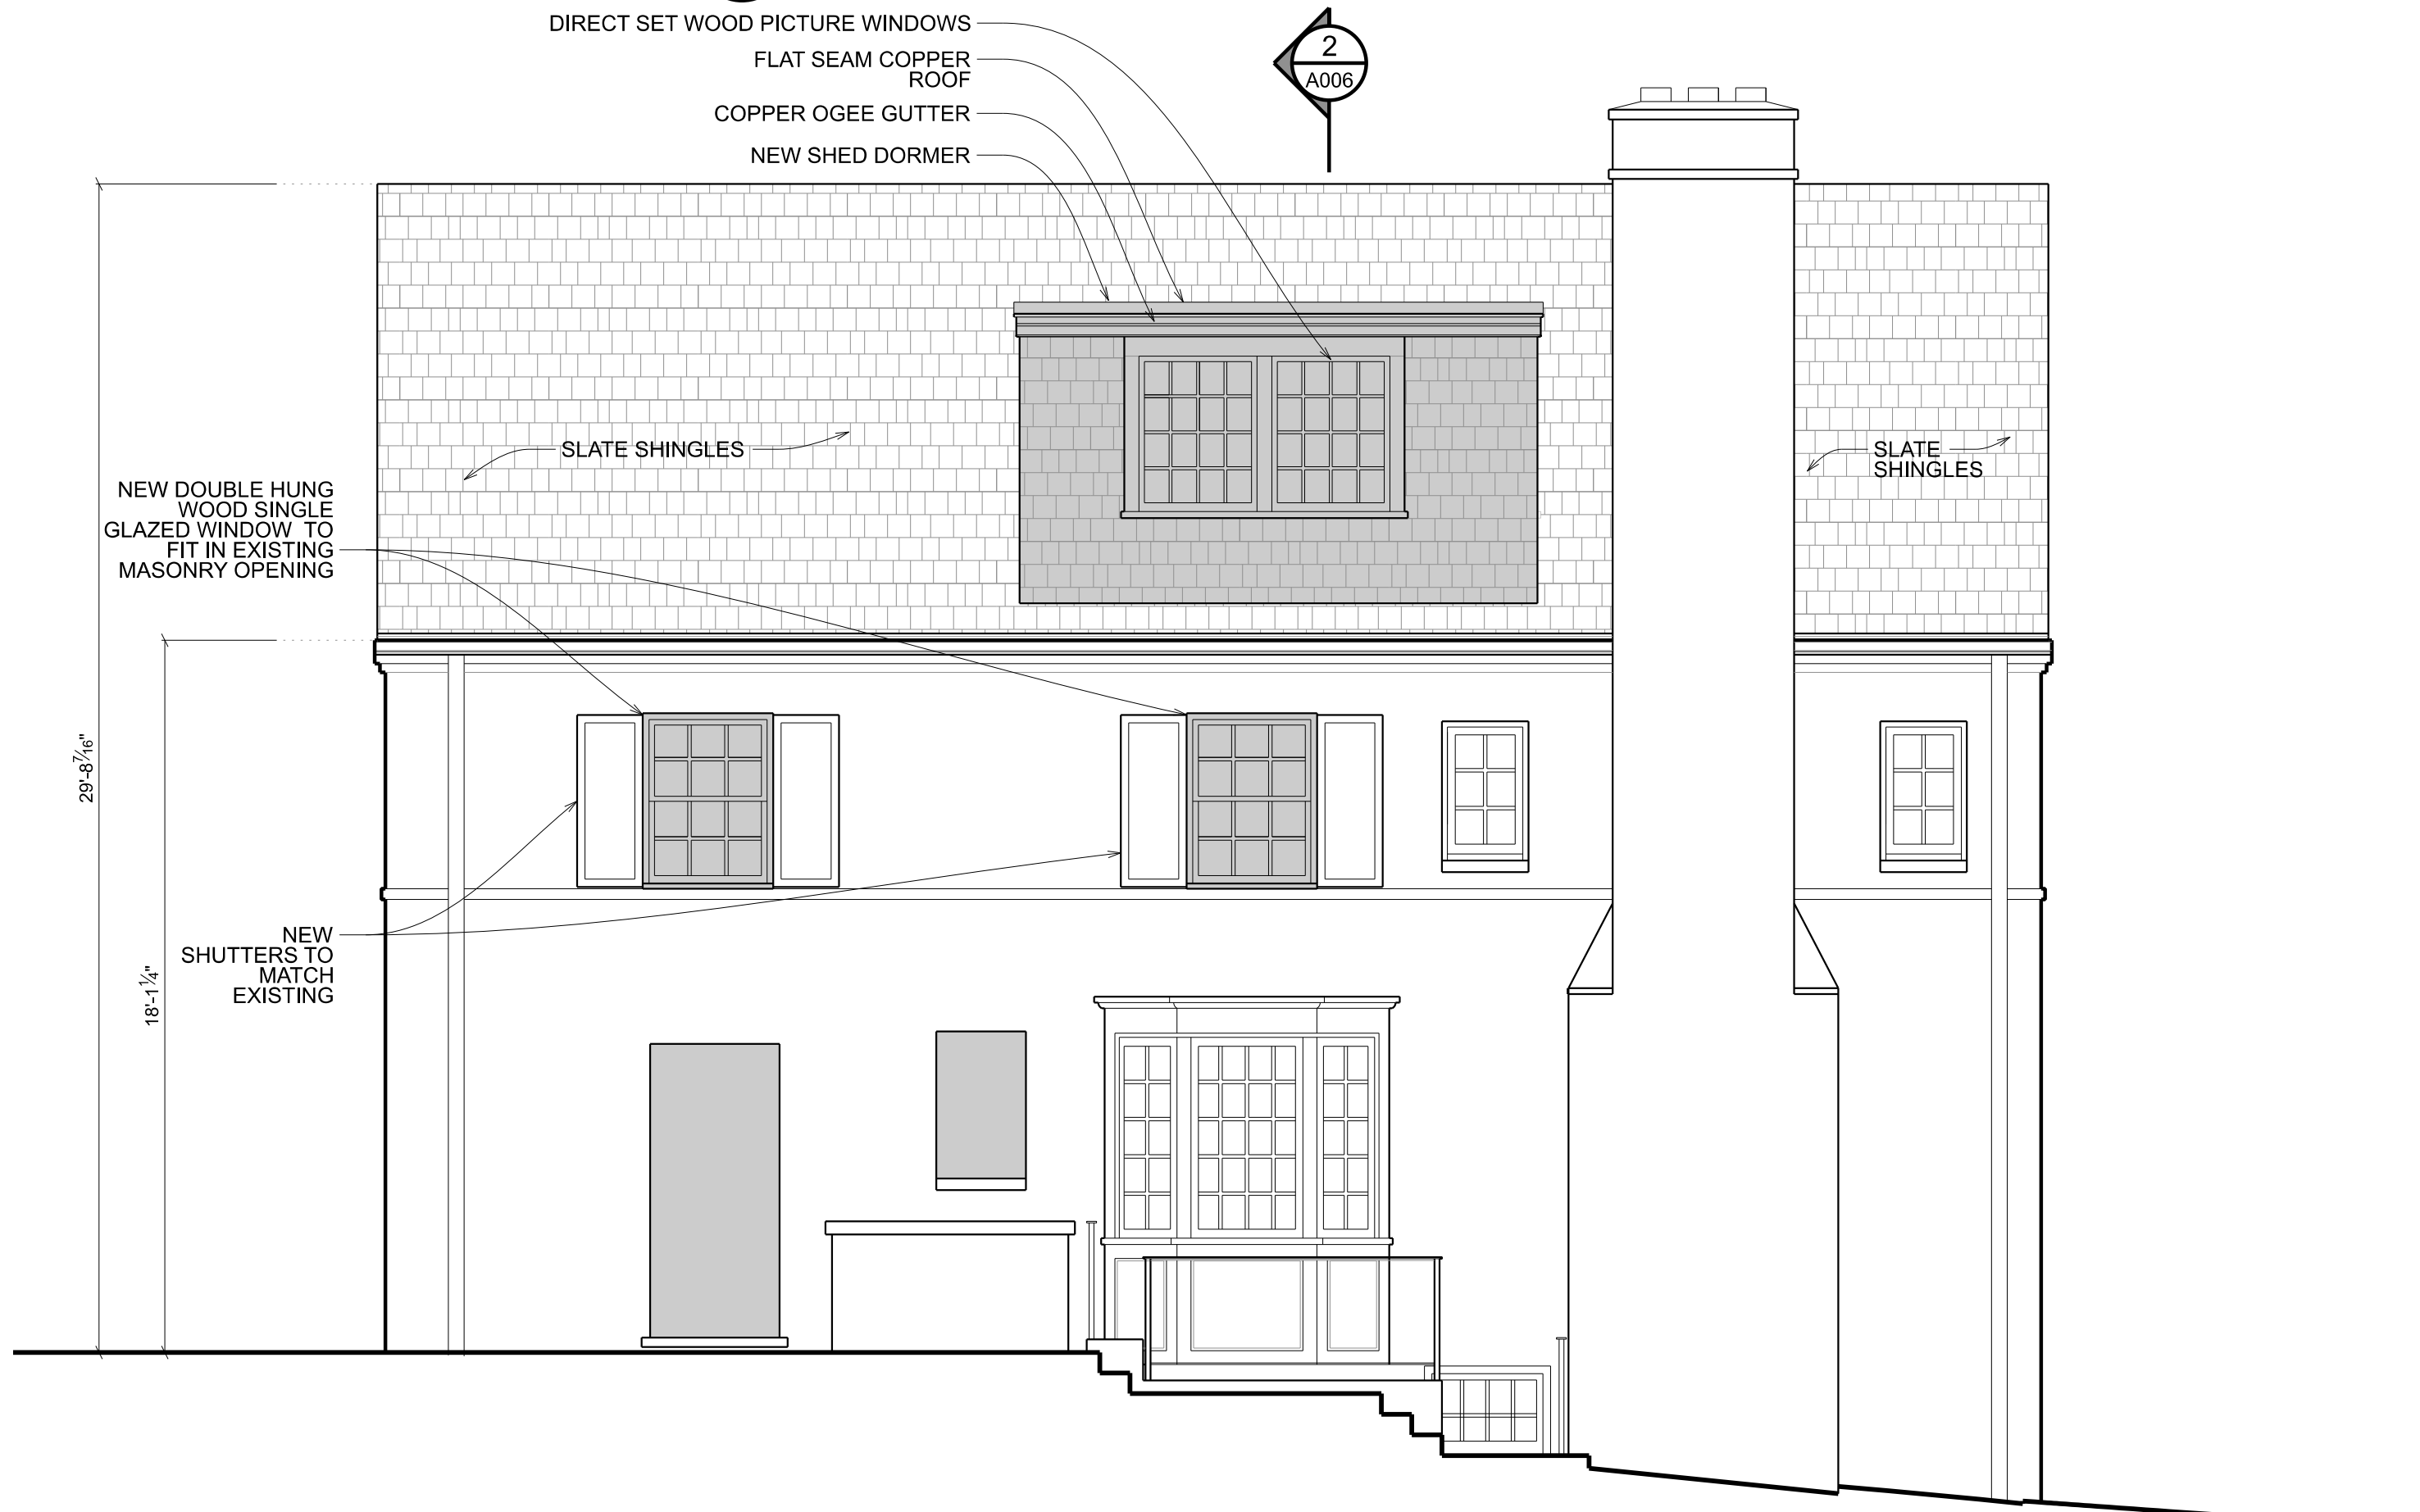 DIRECT SET WOOD PICTURE WINDOWS
FLAT SEAM COPPER
ROOF
COPPER OGEE GUTTER
NEW SHED DORMER
2
A006
SLATE SHINGLES
SLATE
SHINGLES
NEW DOUBLE HUNG
WOOD SINGLE
GLAZED WINDOW TO
FIT IN EXISTING
MASONRY OPENING
29'-8 7/16"
18'-1 1/4"
NEW
SHUTTERS TO
MATCH
EXISTING